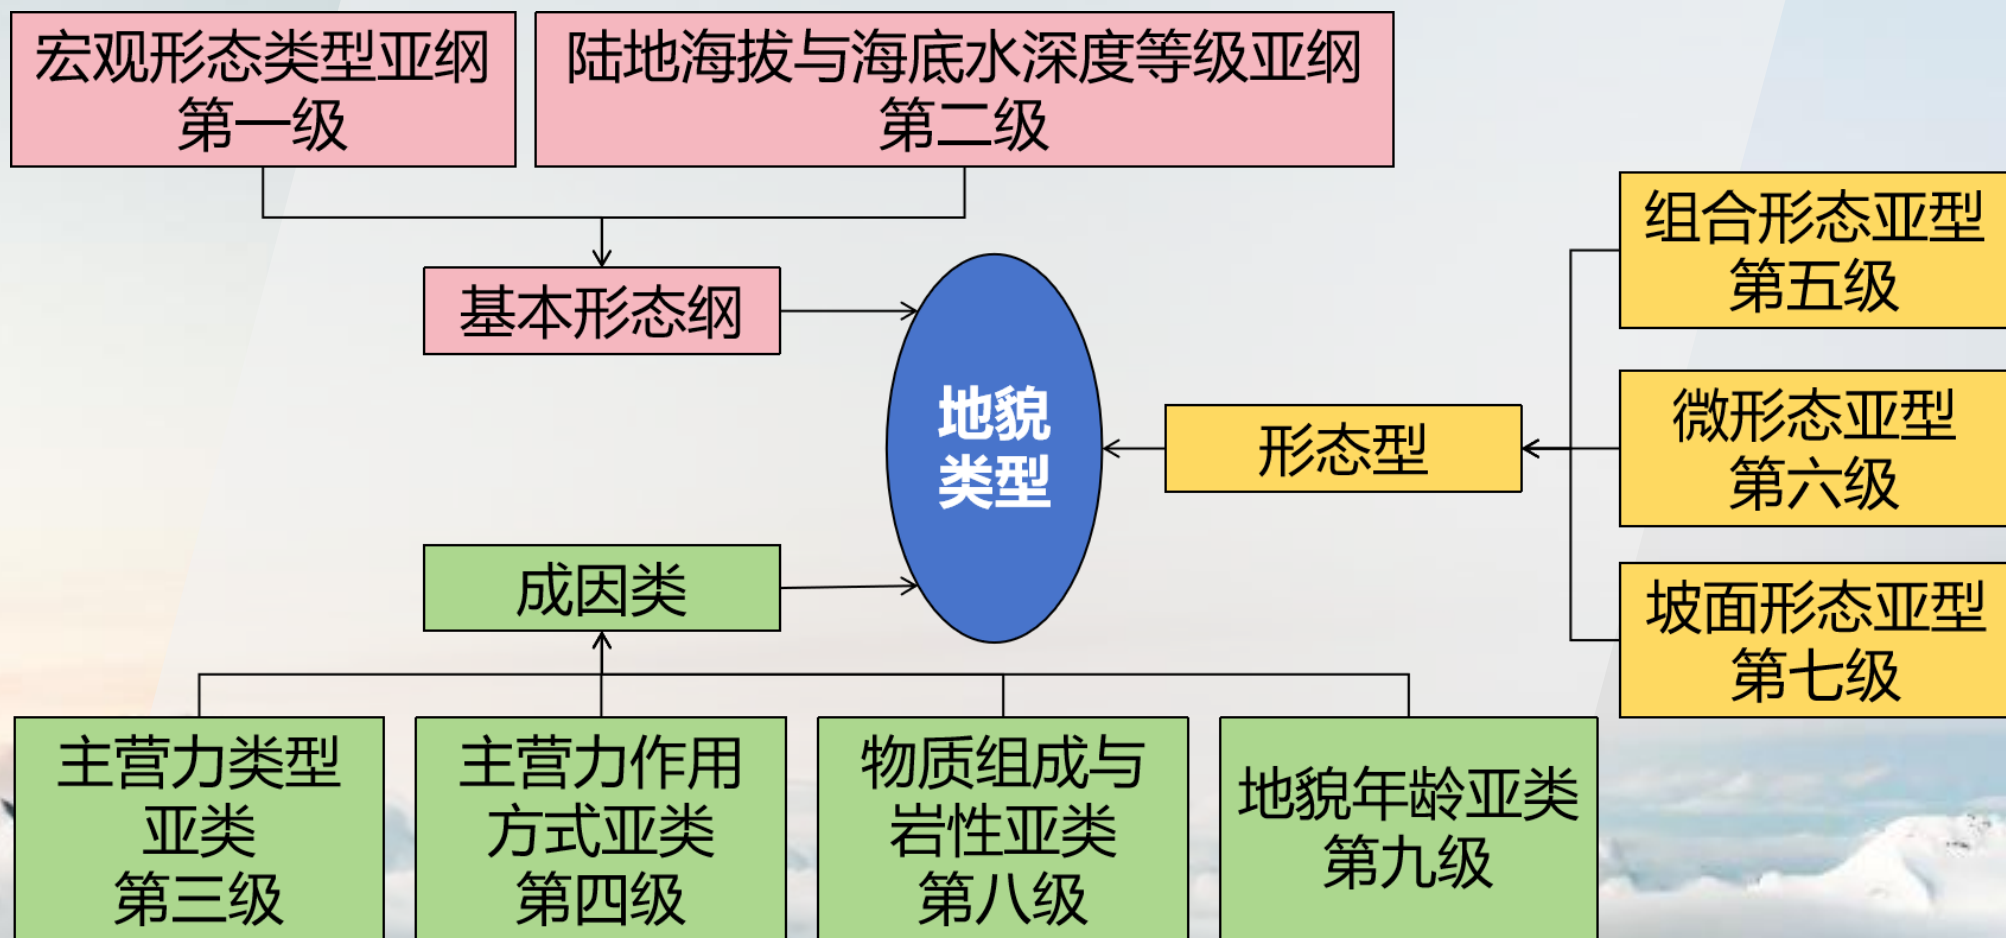 宏观形态类型亚纲
第一级
陆地海拔与海底水深度等级亚纲
第二级
基本形态纲
地貌
类型
形态型
组合形态亚型
第五级
微形态亚型
第六级
坡面形态亚型
第七级
成因类
主营力类型
亚类
第三级
主营力作用
方式亚类
第四级
物质组成与
岩性亚类
第八级
地貌年龄亚类
第九级